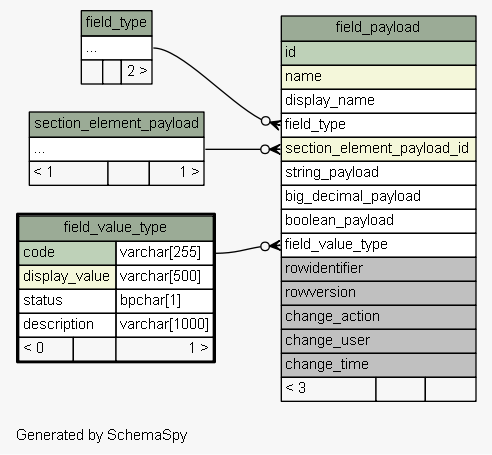 field_type
...
2 >
section_element_payload
...
< 1 1 >
field_value_type
code varchar[255]
display_value varchar[500]
status bpchar[1]
description varchar[1000]
< 0 1 >
field_payload
id
name
display_name
field_type
section_element_payload_id
string_payload
big_decimal_payload
boolean_payload
field_value_type
rowidentifier
rowversion
change_action
change_user
change_time
< 3
Generated by SchemaSpy